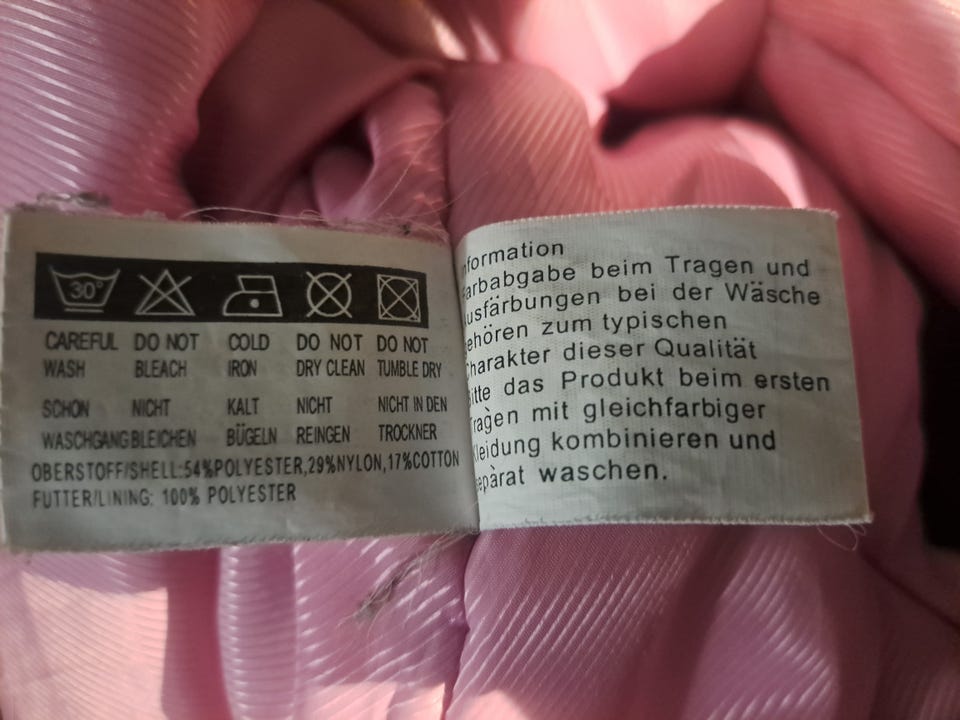 30°
CAREFUL DO NOT COLD DO NOT DO NOT
WASH BLEACH IRON DRY CLEAN TUMBLE DRY
SCHON NICHT KALT NICHT NICHT IN DEN
WASCHGANG BLEICHEN BÜGELN REINGEN TROCKNER
OBERSTOFF/SHELL:54%POLYESTER,29%NYLON,17%COTTON
FUTTER/LINING: 100% POLYESTER
nformation
arbabgabe beim Tragen und
usfärbungen bei der Wäsche
ehören zum typischen
Charakter dieser Qualität
itte das Produkt beim ersten
Tragen mit gleichfarbiger
Kleidung kombinieren und
eparat waschen.